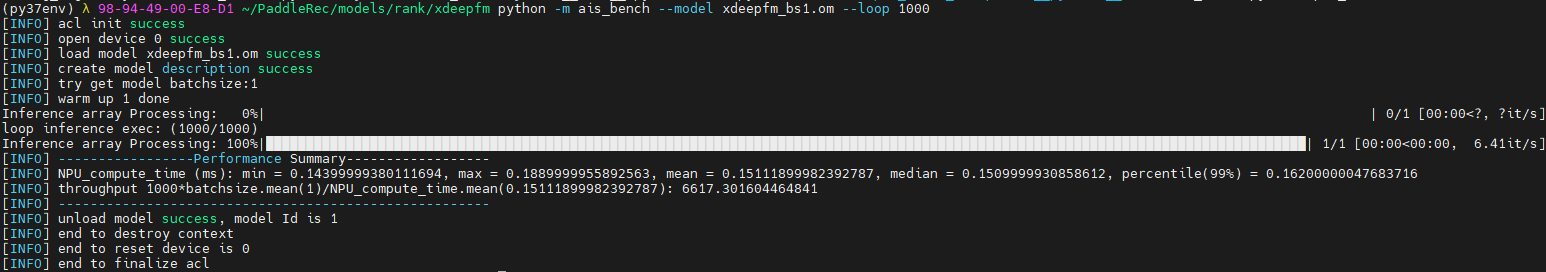 (py37env) λ 98-94-49-00-E8-D1 ~/PaddleRec/models/rank/xdeepfm python -m ais_bench --model xdeepfm_bs1.om --loop 1000
[INFO] acl init success
[INFO] open device 0 success
[INFO] load model xdeepfm_bs1.om success
[INFO] create model description success
[INFO] try get model batchsize:1
[INFO] warm up 1 done
Inference array Processing:   0%|                                | 0/1 [00:00<?, ?it/s]
loop inference exec: (1000/1000)
Inference array Processing: 100%|████████████████████████████████| 1/1 [00:00<00:00,  6.41it/s]
[INFO] -----------------Performance Summary------------------
[INFO] NPU_compute_time (ms): min = 0.14399999380111694, max = 0.1889999955892563, mean = 0.15111899982392787, median = 0.1509999930858612, percentile(99%) = 0.16200000047683716
[INFO] throughput 1000*batchsize.mean(1)/NPU_compute_time.mean(0.15111899982392787): 6617.301604464841
[INFO] ------------------------------------------------------
[INFO] unload model success, model Id is 1
[INFO] end to destroy context
[INFO] end to reset device is 0
[INFO] end to finalize acl